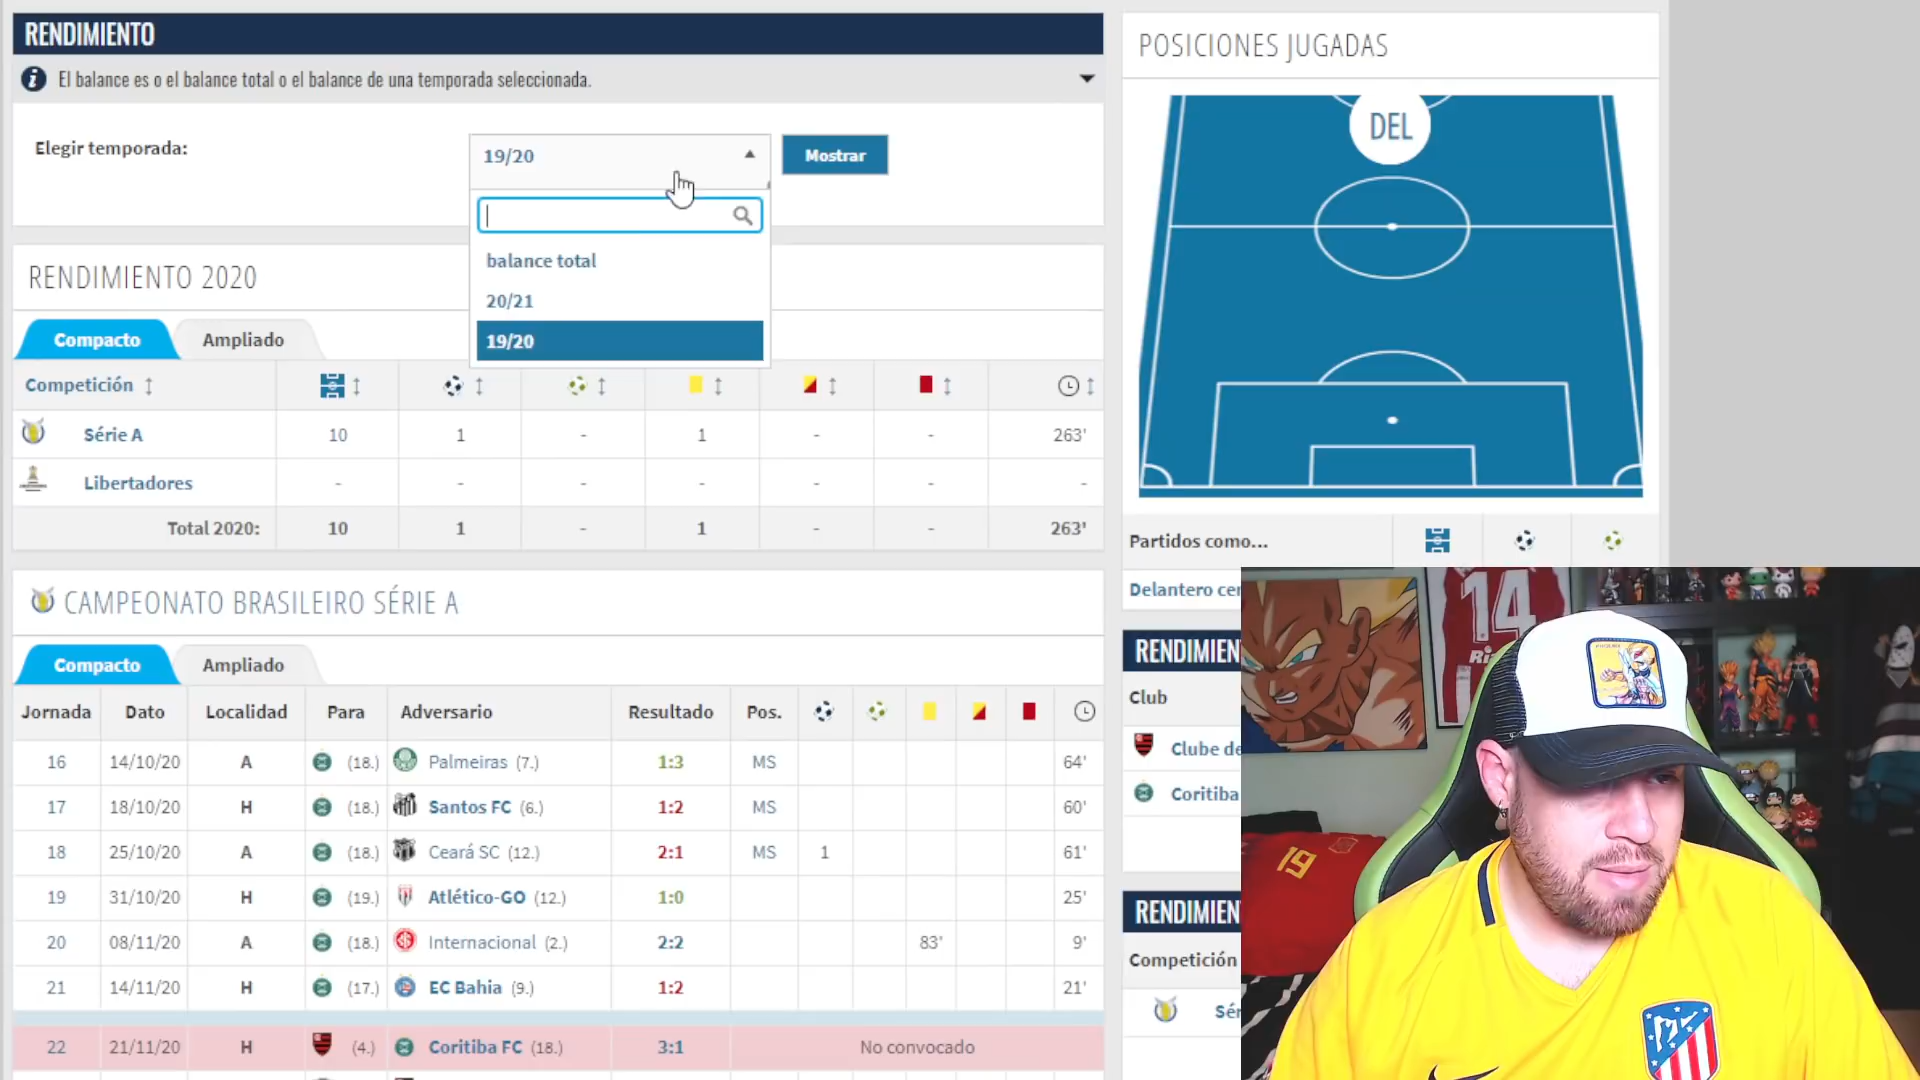 RENDIMIENTO
El balance es o el balance total o el balance de una temporada seleccionada.
Elegir temporada:
19/20
Mostrar
balance total
20/21
19/20
RENDIMIENTO 2020
Compacto Ampliado
Competición
Série A 10 1 - 1 - - 263'
Libertadores - - - - - - -
Total 2020: 10 1 - 1 - - 263'
CAMPEONATO BRASILEIRO SÉRIE A
Compacto Ampliado
Jornada Dato Localidad Para Adversario Resultado Pos.
16 14/10/20 A (18.) Palmeiras (7.) 1:3 MS 64'
17 18/10/20 H (18.) Santos FC (6.) 1:2 MS 60'
18 25/10/20 A (18.) Ceará SC (12.) 2:1 MS 1 61'
19 31/10/20 H (19.) Atlético-GO (12.) 1:0 25'
20 08/11/20 A (18.) Internacional (2.) 2:2 83' 9'
21 14/11/20 H (17.) EC Bahia (9.) 1:2 21'
22 21/11/20 H (4.) Coritiba FC (18.) 3:1 No convocado
POSICIONES JUGADAS
DEL
Partidos como...
Delantero cen
RENDIMIEN
Club
Clube de
Coritiba
RENDIMIEN
Competición
Sér
14
19